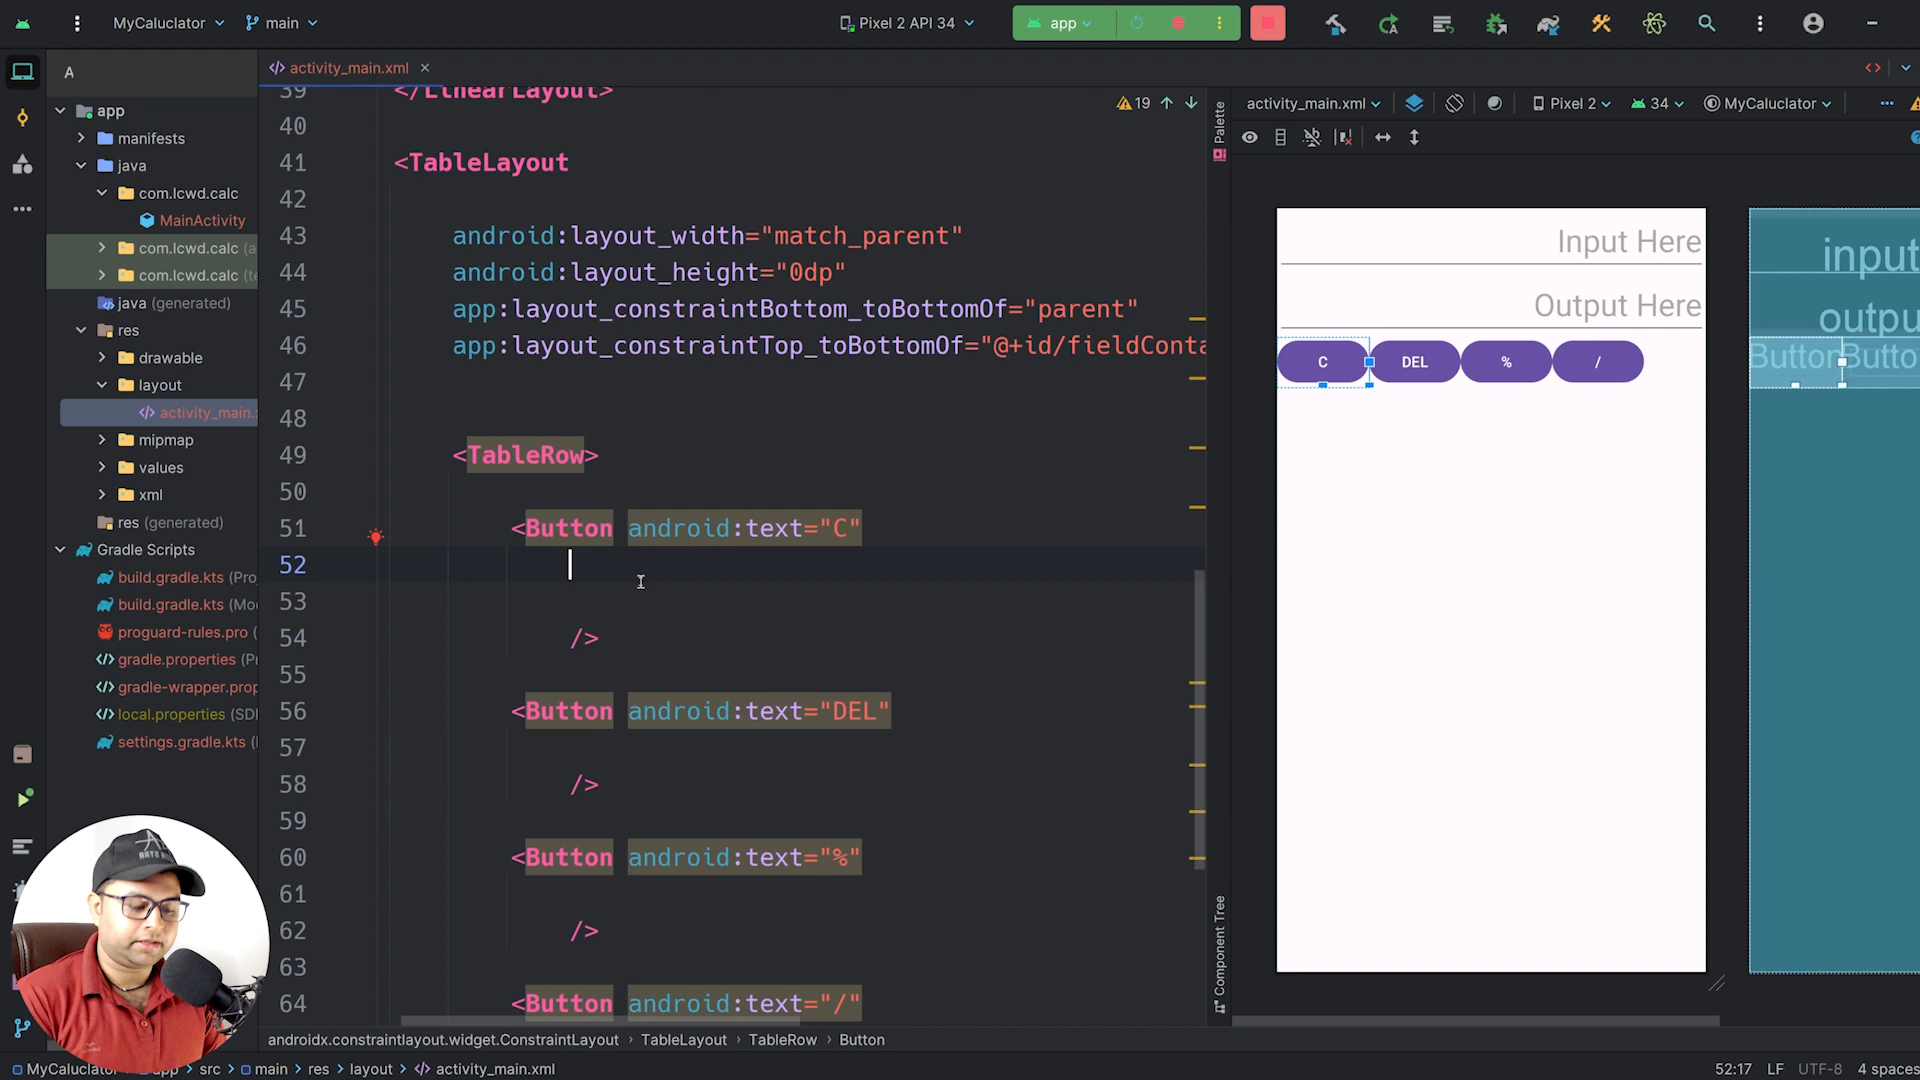 MyCaluclator
main
Pixel 2 API 34
app
A
activity_main.xml
app
manifests
java
com.lcwd.calc
MainActivity
com.lcwd.calc (a
com.lcwd.calc (te
java (generated)
res
drawable
layout
activity_main.
mipmap
values
xml
res (generated)
Gradle Scripts
build.gradle.kts (Pro
build.gradle.kts (Mo
proguard-rules.pro (
gradle.properties (P
gradle-wrapper.prop
local.properties (SD
settings.gradle.kts (
39 </LinearLayout>
40
41 <TableLayout
42
43 android:layout_width="match_parent"
44 android:layout_height="0dp"
45 app:layout_constraintBottom_toBottomOf="parent"
46 app:layout_constraintTop_toBottomOf="@+id/fieldConta
47
48
49 <TableRow>
50
51 <Button android:text="C"
52
53
54 />
55
56 <Button android:text="DEL"
57
58 />
59
60 <Button android:text="%"
61
62 />
63
64 <Button android:text="/"
19
Palette
Component Tree
activity_main.xml
Pixel 2
34
MyCaluclator
Input Here
Output Here
C DEL % /
input
outpu
Button Butto
androidx.constraintlayout.widget.ConstraintLayout › TableLayout › TableRow › Button
MyCaluclator › app › src › main › res › layout › activity_main.xml
52:17 LF UTF-8 4 spaces